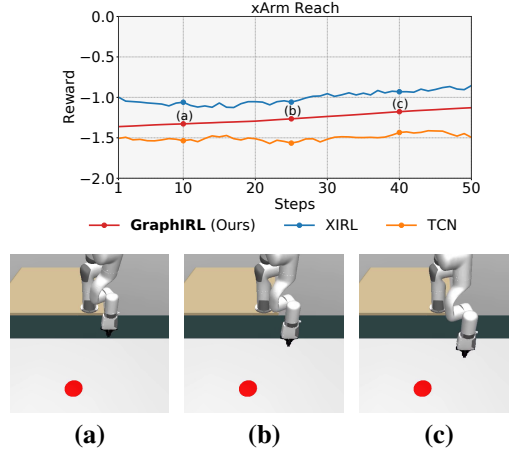 xArm Reach
Reward
0.0
−0.5
−1.0
−1.5
−2.0
(a)
(b)
(c)
1 10 20 30 40 50
Steps
GraphIRL (Ours) XIRL TCN
(a) (b) (c)